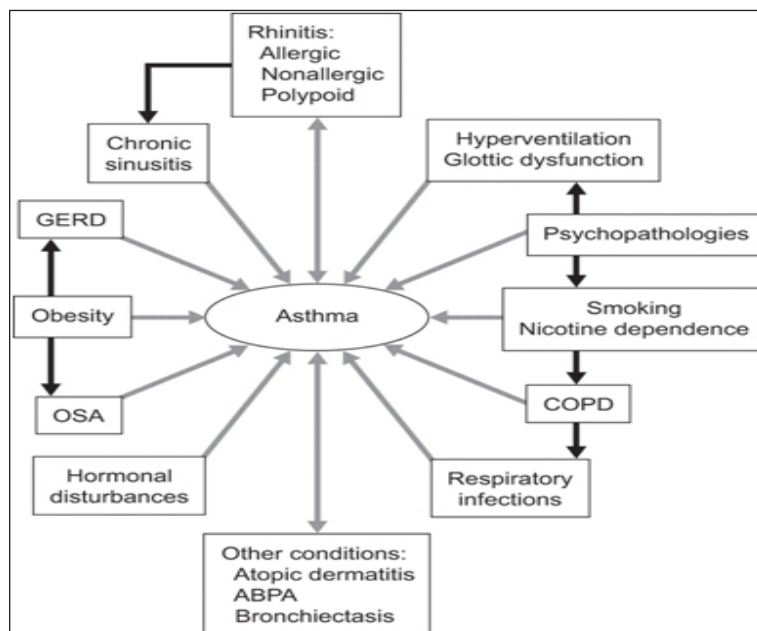 Rhinitis:
Allergic
Nonallergic
Polypoid
Chronic
sinusitis
Hyperventilation
Glottic dysfunction
GERD
Psychopathologies
Obesity
Asthma
Smoking
Nicotine dependence
OSA
COPD
Hormonal
disturbances
Respiratory
infections
Other conditions:
Atopic dermatitis
ABPA
Bronchiectasis